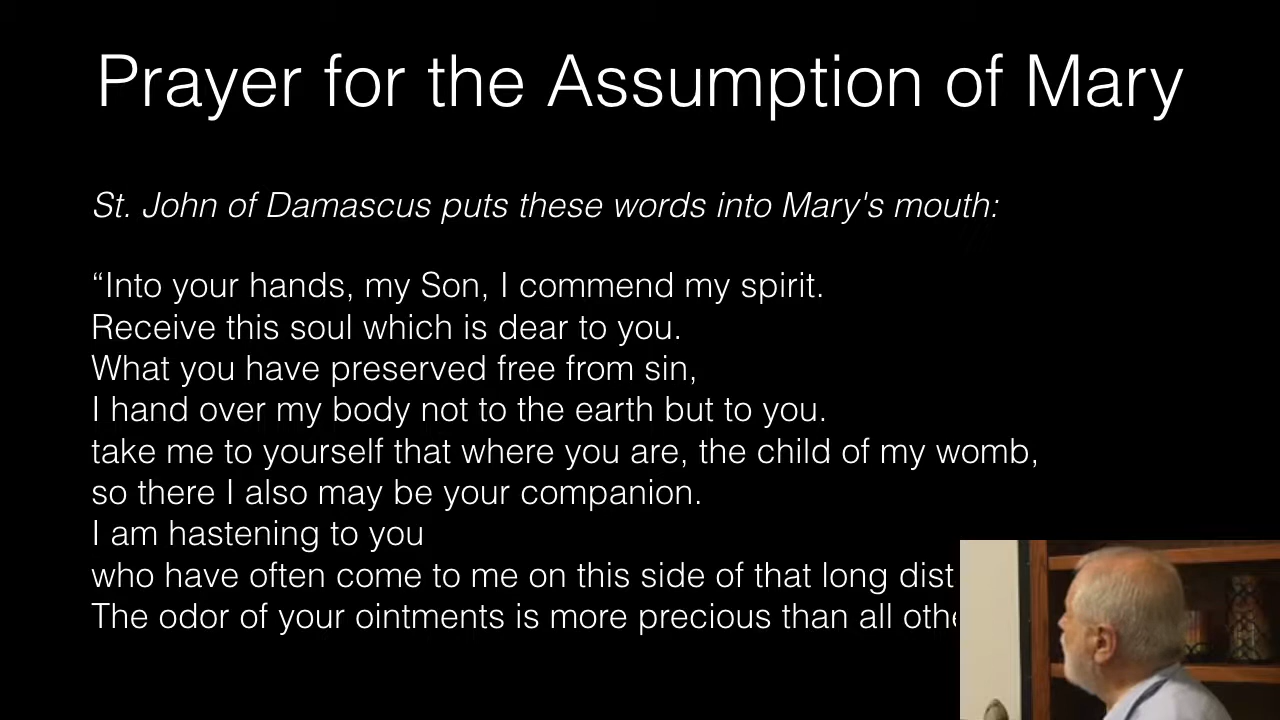 Prayer for the Assumption of Mary
St. John of Damascus puts these words into Mary's mouth:
“Into your hands, my Son, I commend my spirit.
Receive this soul which is dear to you.
What you have preserved free from sin,
I hand over my body not to the earth but to you.
take me to yourself that where you are, the child of my womb,
so there I also may be your companion.
I am hastening to you
who have often come to me on this side of that long
The odor of your ointments is more precious than all